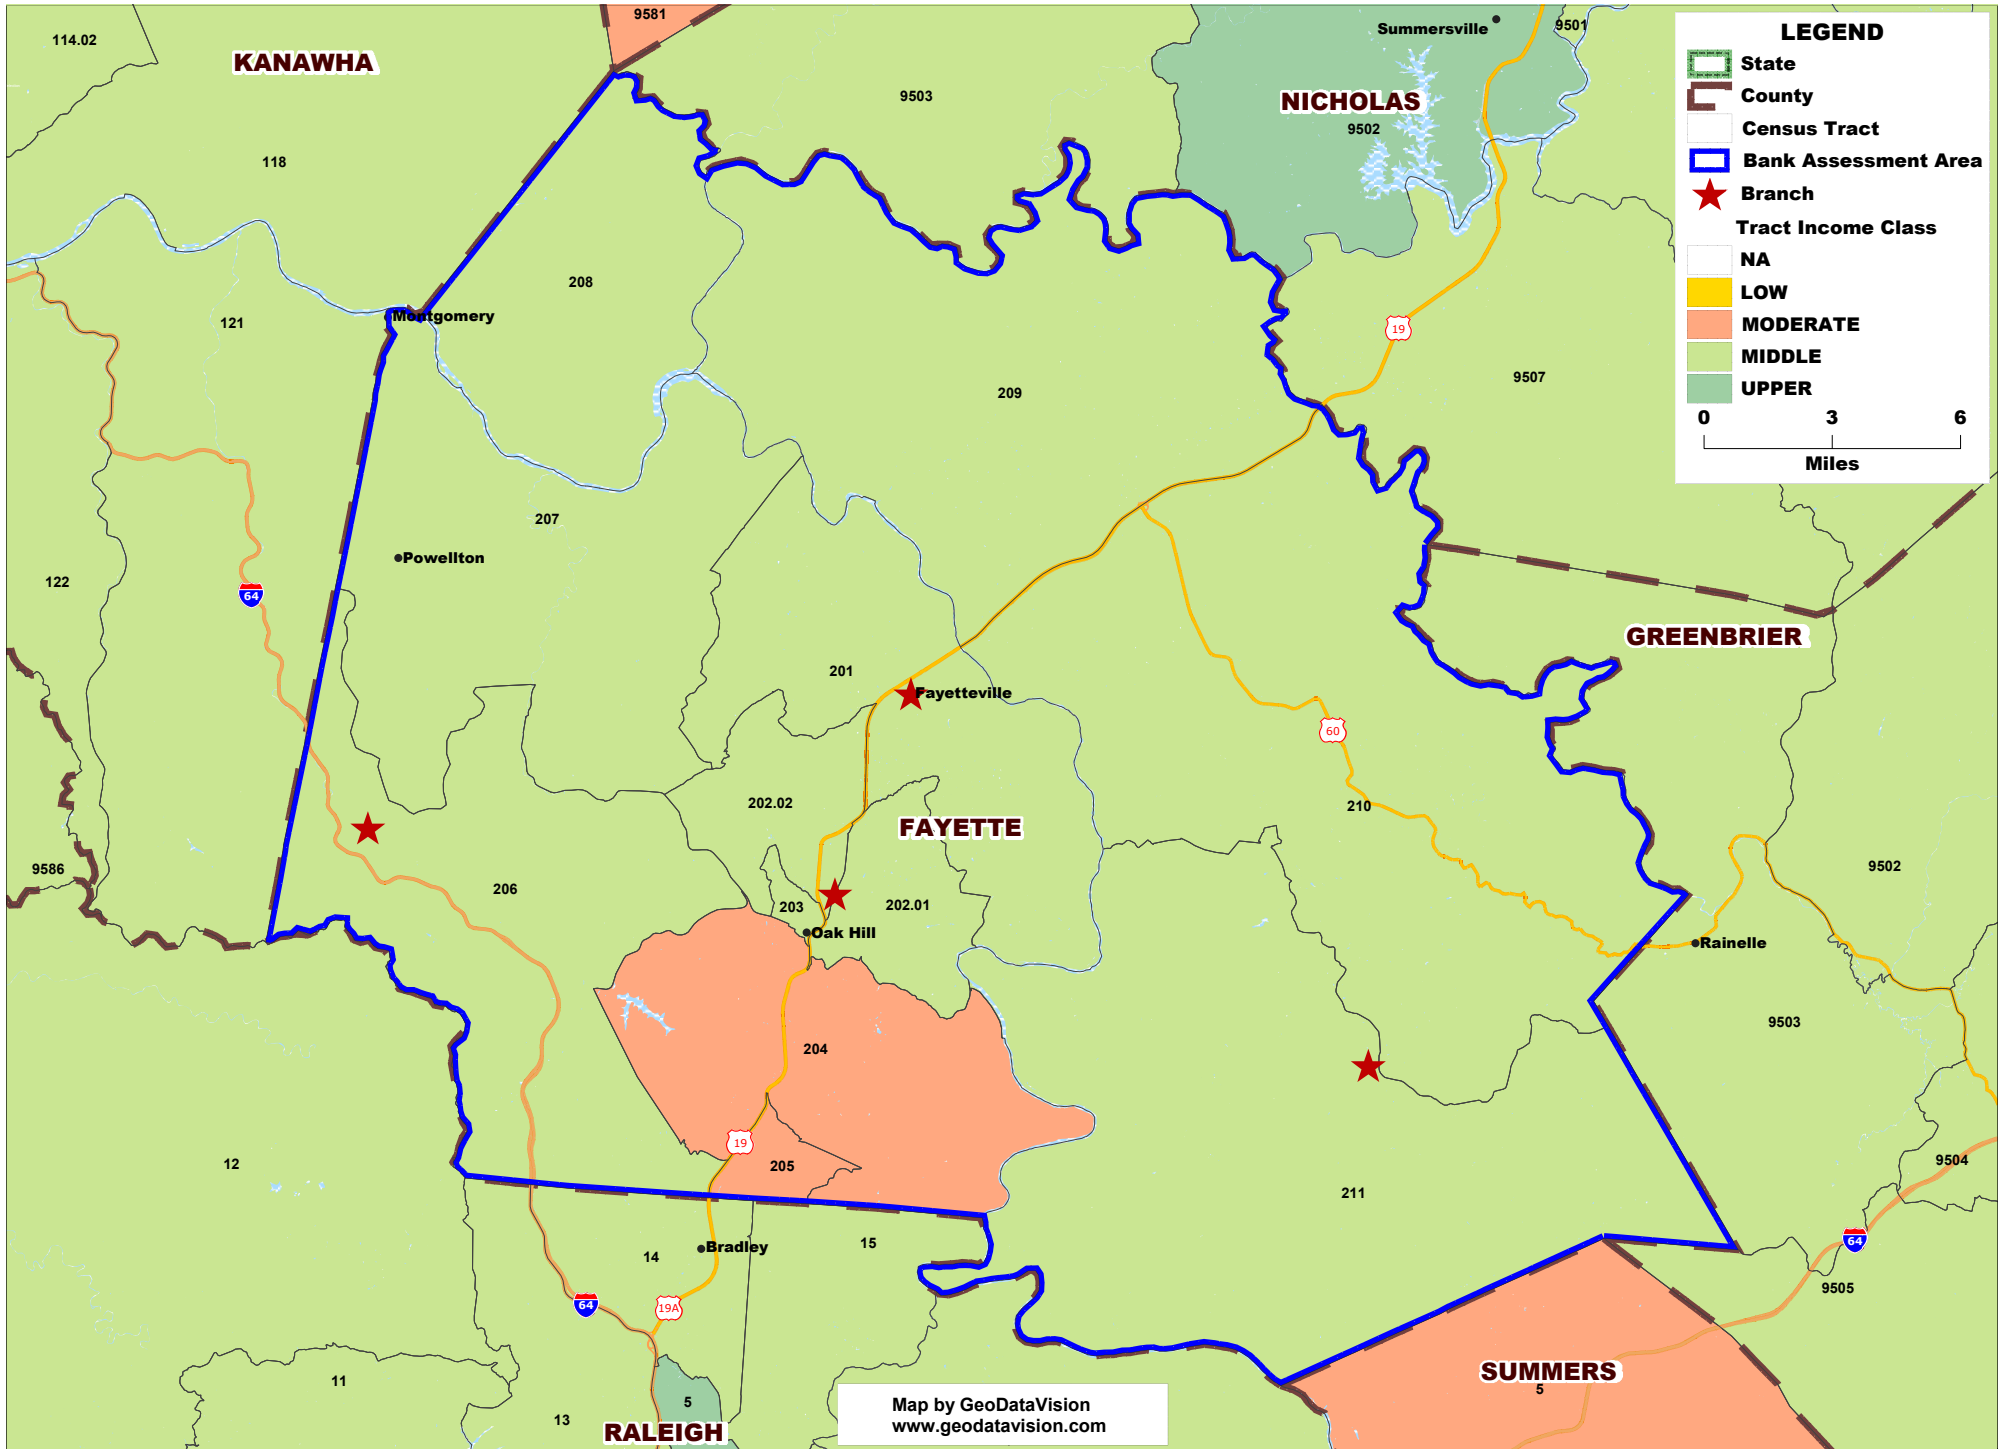 9581
Summersville
9501
114.02
KANAWHA
9503
NICHOLAS
9502
118
208
Montgomery
121
19
209
9507
207
Powellton
122
64
GREENBRIER
201
Fayetteville
60
202.02
FAYETTE
210
9586
206
203
202.01
9502
Oak Hill
Rainelle
9503
204
19
205
12
9504
211
14
Bradley
15
64
9505
64
19A
11
5
13
RALEIGH
SUMMERS
5
LEGEND
State
County
Census Tract
Bank Assessment Area
Branch
Tract Income Class
NA
LOW
MODERATE
MIDDLE
UPPER
0 3 6
Miles
Map by GeoDataVision
www.geodatavision.com